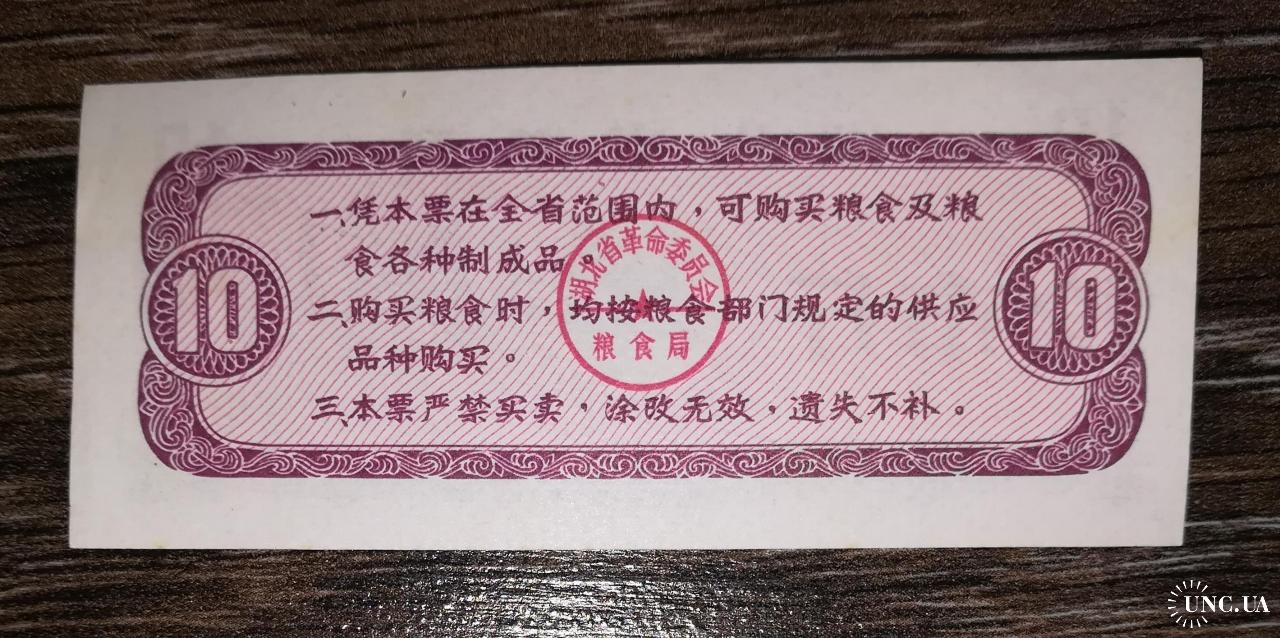 一、凭本票在全省范围内，可购买粮食及粮
食各种制成品。
二、购买粮食时，均按粮食部门规定的供应
品种购买。
三、本票严禁买卖，涂改无效，遗失不补。
湖北省革命委员会
粮食局
10
10
UNC.UA